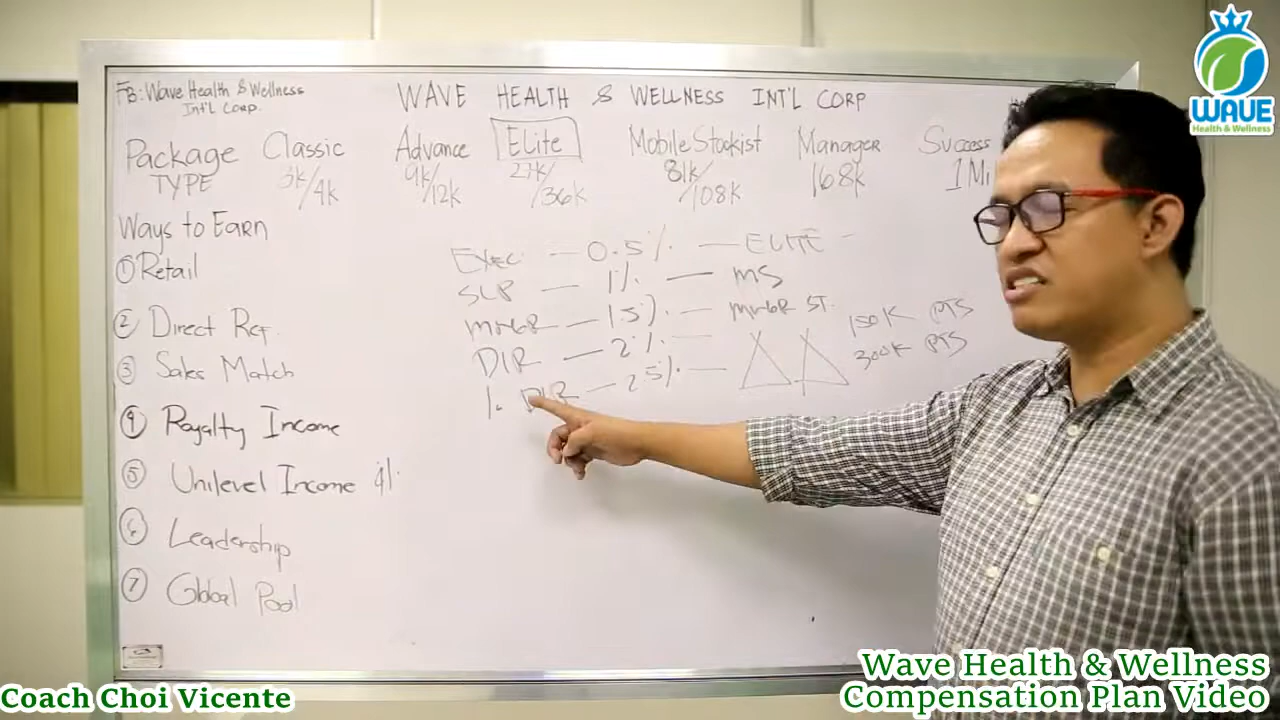 FB: Wave Health & Wellness
Int'l Corp.
WAVE HEALTH & WELLNESS INT'L CORP
Package TYPE
Classic 3k/4k
Advance 9k/12k
Elite 27k/36k
Mobile Stockist 81k/108k
Manager 168k
Success 1Mil
Ways to Earn
① Retail
② Direct Ref.
③ Sales Match
④ Royalty Income
⑤ Unilevel Income 4%
⑥ Leadership
⑦ Global Pool
EXEC. — 0.5% — ELITE
1% — MS
MNGR — 1.5% — MNGR ST.
DIR — 2% — 150K PTS
1. DIR — 2.5% — 300K PTS
WAVE
Health & Wellness
Coach Choi Vicente
Wave Health & Wellness
Compensation Plan Video